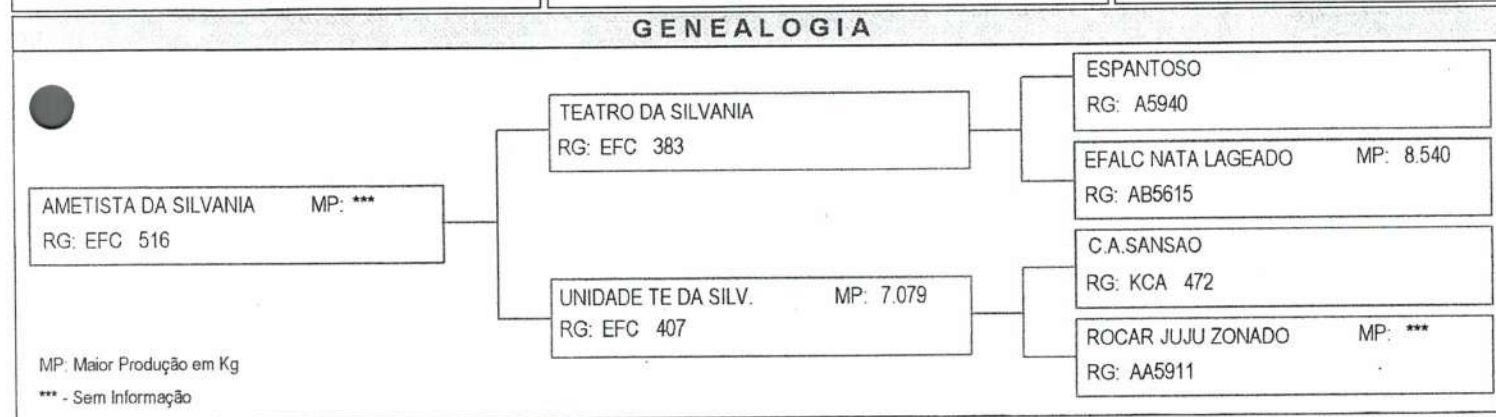 GENEALOGIA
ESPANTOSO
RG: A5940
TEATRO DA SILVANIA
RG: EFC 383
EFALC NATA LAGEADO MP: 8.540
RG: AB5615
AMETISTA DA SILVANIA MP: ***
RG: EFC 516
C.A.SANSAO
RG: KCA 472
UNIDADE TE DA SILV. MP: 7.079
RG: EFC 407
ROCAR JUJU ZONADO MP: ***
RG: AA5911
MP: Maior Produção em Kg
*** - Sem Informação